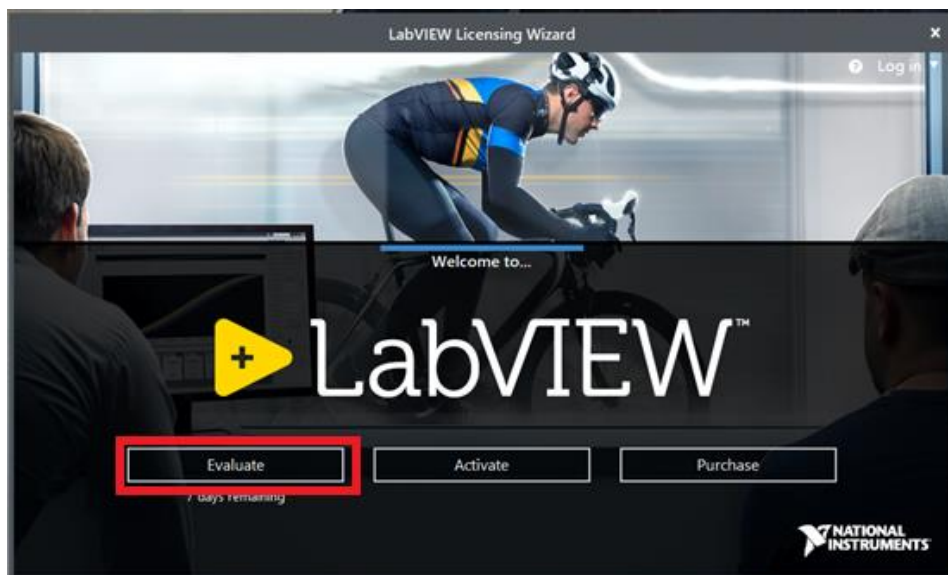 LabVIEW Licensing Wizard
x
? Log in
Welcome to...
LabVIEW™
Evaluate
Activate
Purchase
7 days remaining
NATIONAL
INSTRUMENTS